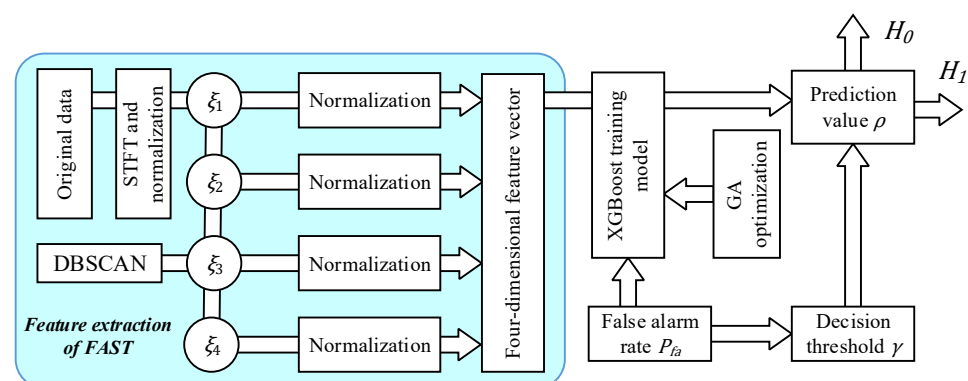 Original data
STFT and
normalization
ξ1
ξ2
ξ3
ξ4
DBSCAN
Feature extraction
of FAST
Normalization
Normalization
Normalization
Normalization
Four-dimensional feature vector
XGBoost training
model
GA
optimization
False alarm
rate Pfa
Decision
threshold γ
Prediction
value ρ
H0
H1